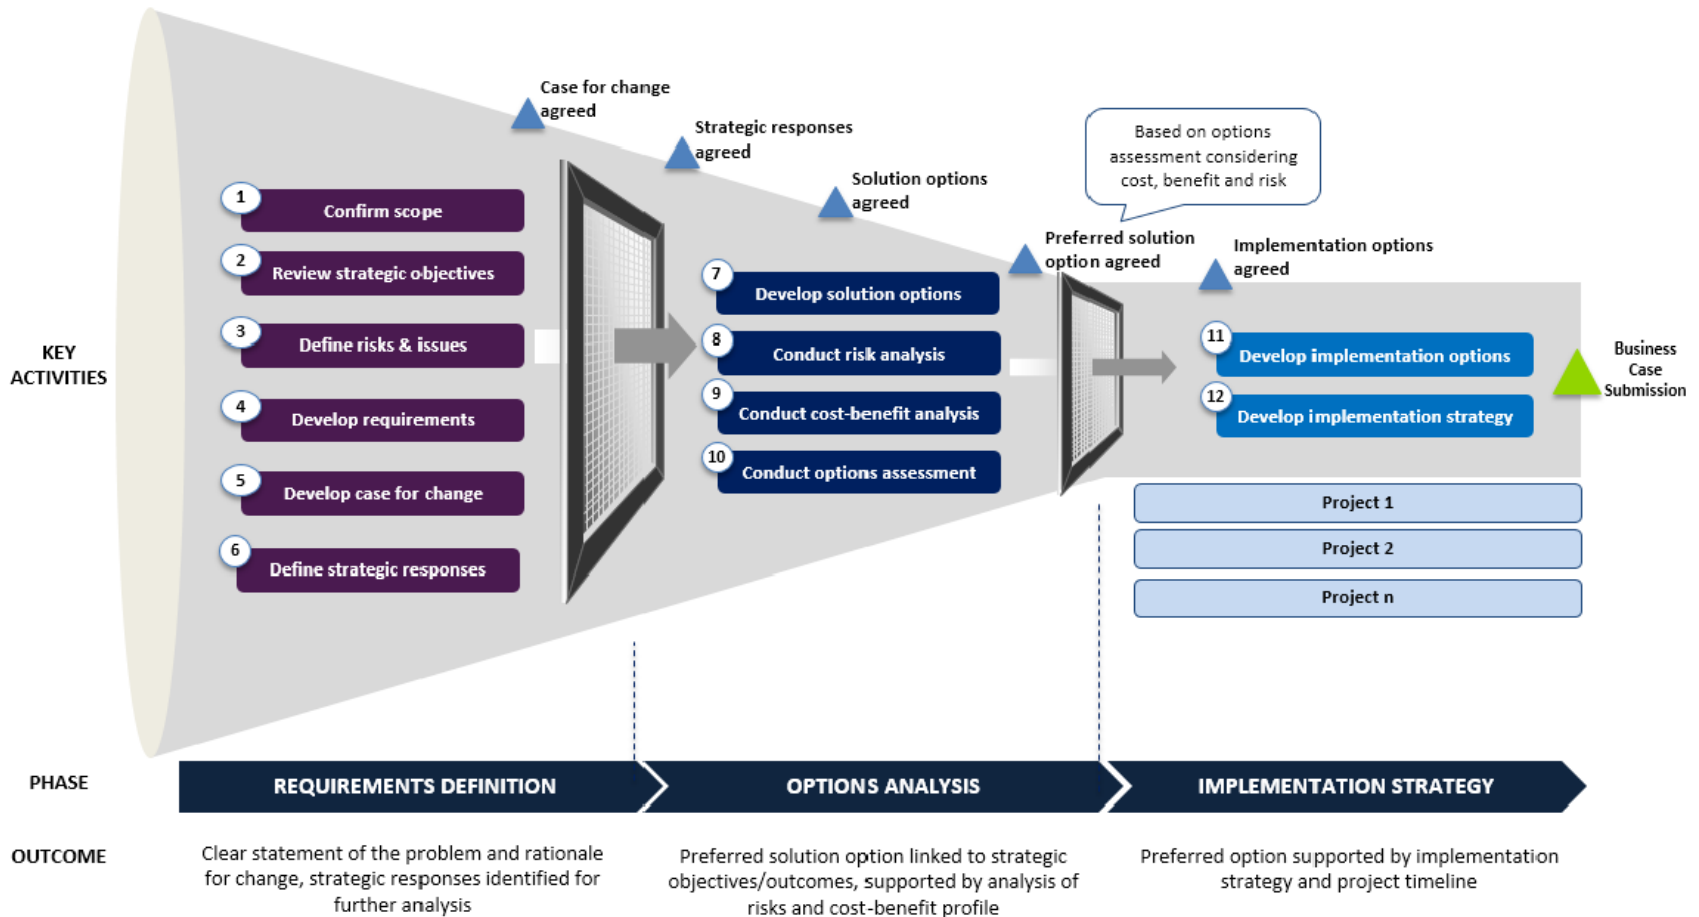 Case for change
agreed
Strategic responses
agreed
Solution options
agreed
Based on options
assessment considering
cost, benefit and risk
Preferred solution
option agreed
Implementation options
agreed
KEY
ACTIVITIES
1
Confirm scope
2
Review strategic objectives
3
Define risks & issues
4
Develop requirements
5
Develop case for change
6
Define strategic responses
7
Develop solution options
8
Conduct risk analysis
9
Conduct cost-benefit analysis
10
Conduct options assessment
11
Develop implementation options
12
Develop implementation strategy
Business
Case
Submission
Project 1
Project 2
Project n
PHASE
REQUIREMENTS DEFINITION
OPTIONS ANALYSIS
IMPLEMENTATION STRATEGY
OUTCOME
Clear statement of the problem and rationale
for change, strategic responses identified for
further analysis
Preferred solution option linked to strategic
objectives/outcomes, supported by analysis of
risks and cost-benefit profile
Preferred option supported by implementation
strategy and project timeline